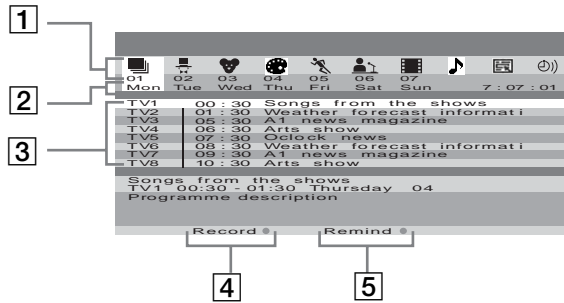 1
01 02 03 04 05 06 07
2
Mon Tue Wed Thu Fri Sat Sun 7 : 07 : 01
TV1 00 : 30 Songs from the shows
TV2 01 : 30 Weather forecast informati
TV3 05 : 30 A1 news magazine
3
TV4 06 : 30 Arts show
TV5 07 : 30 Oclock news
TV6 08 : 30 Weather forecast informati
TV7 09 : 30 A1 news magazine
TV8 10 : 30 Arts show
Songs from the shows
TV1 00:30 - 01:30 Thursday 04
Programme description
Record Remind
4 5